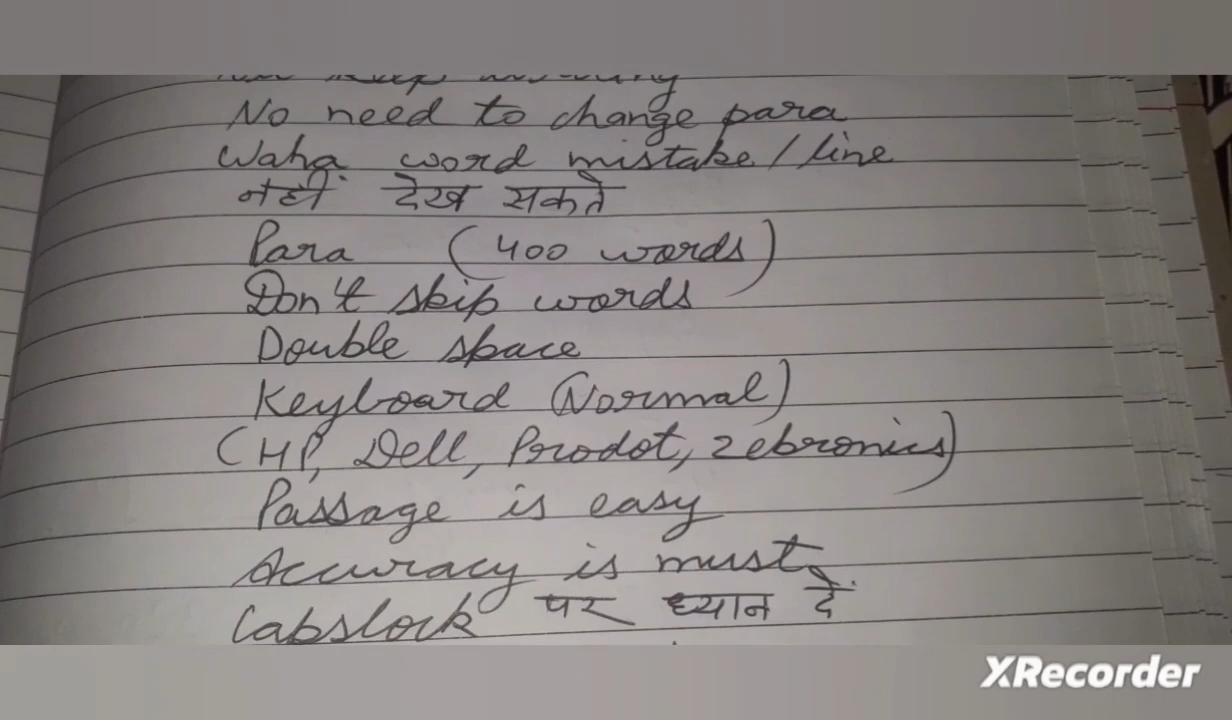 No need to change para
Waha word mistake/line
नहीं देख सकते
Para (400 words)
Don't skip words
Double space
Keyboard (Normal)
(HP, Dell, Prodot, Zebronics)
Passage is easy
Accuracy is must
Capslock पर ध्यान दे.
XRecorder